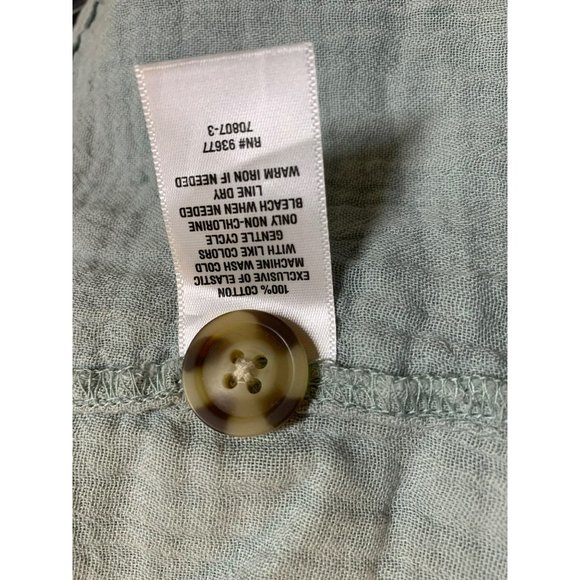 100% COTTON
EXCLUSIVE OF ELASTIC
MACHINE WASH COLD
WITH LIKE COLORS
GENTLE CYCLE
ONLY NON-CHLORINE
BLEACH WHEN NEEDED
LINE DRY
WARM IRON IF NEEDED
RN# 93677
70807-3